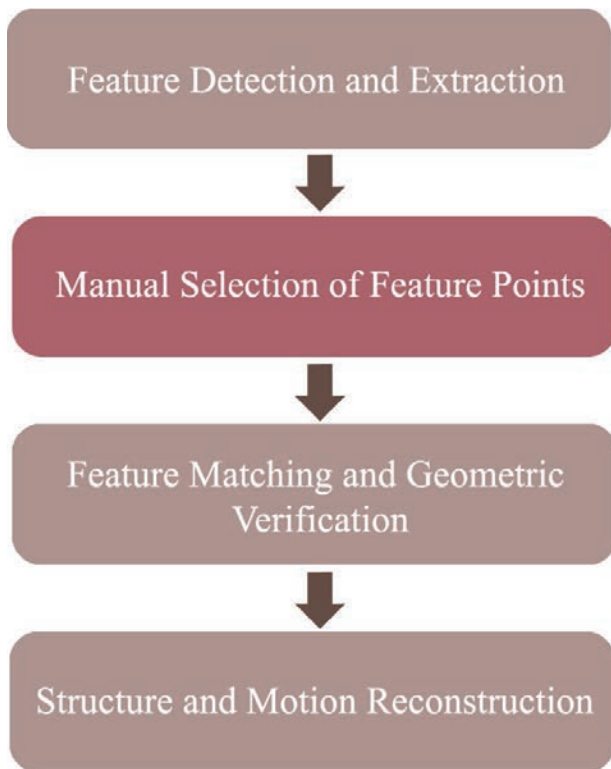 Feature Detection and Extraction
Manual Selection of Feature Points
Feature Matching and Geometric
Verification
Structure and Motion Reconstruction